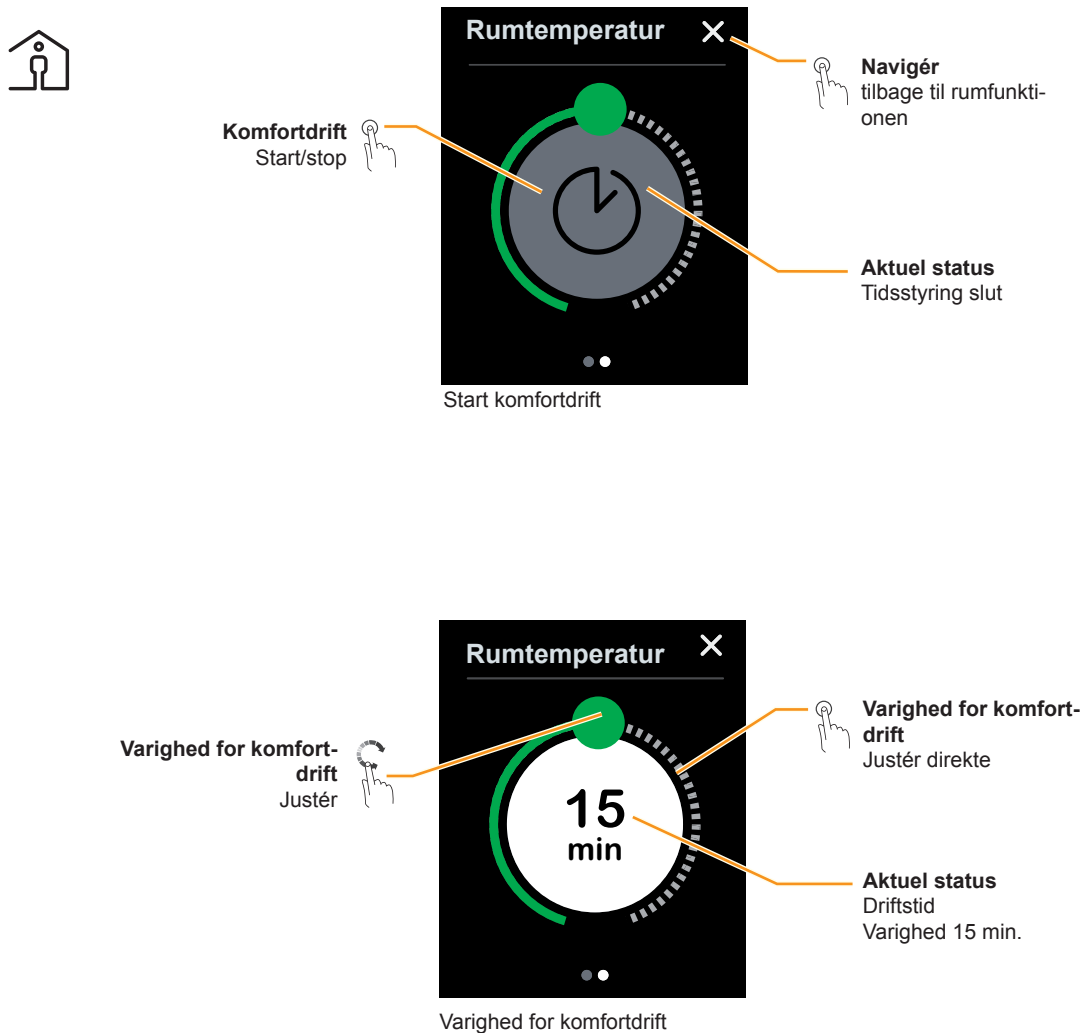 Rumtemperatur
Navigér
tilbage til rumfunkti-
onen
Komfortdrift
Start/stop
Aktuel status
Tidsstyring slut
Start komfortdrift
Rumtemperatur
Varighed for komfort-
drift
Justér direkte
Varighed for komfort-
drift
Justér
15
min
Aktuel status
Driftstid
Varighed 15 min.
Varighed for komfortdrift